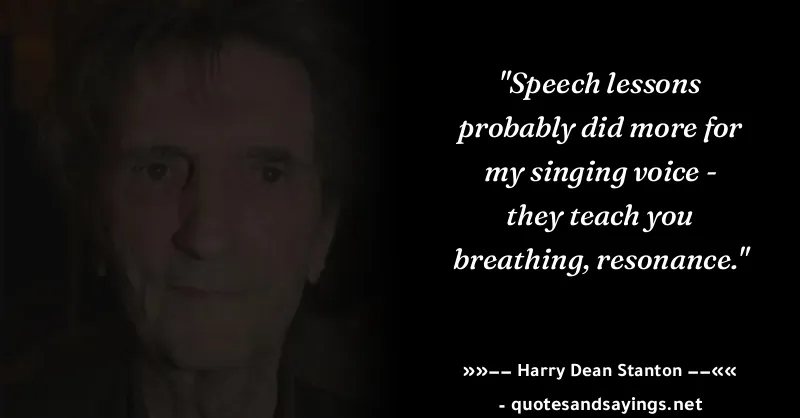 "Speech lessons
probably did more for
my singing voice -
they teach you
breathing, resonance."
»»−− Harry Dean Stanton −−««
- quotesandsayings.net